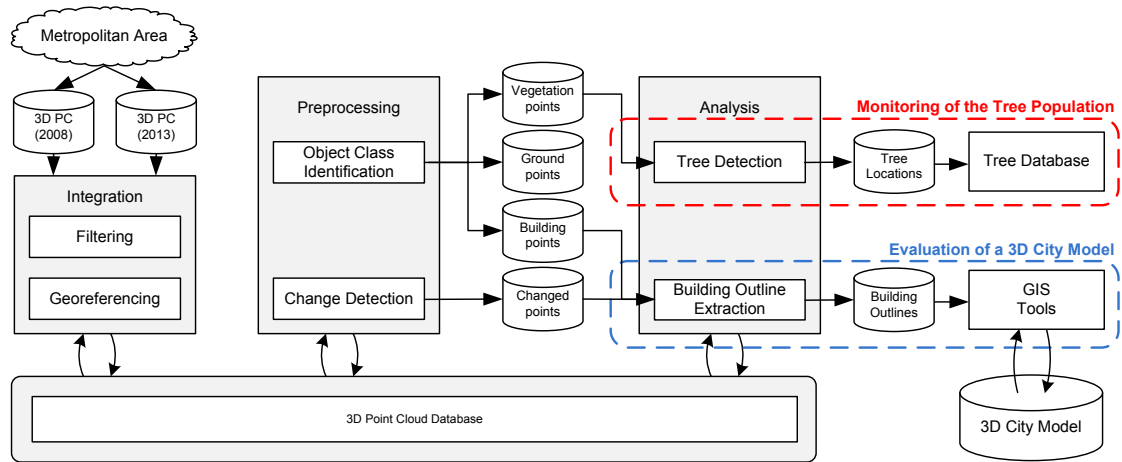 Metropolitan Area
3D PC
(2008)
3D PC
(2013)
Integration
Filtering
Georeferencing
Preprocessing
Object Class
Identification
Change Detection
Vegetation
points
Ground
points
Building
points
Changed
points
Analysis
Tree Detection
Building Outline
Extraction
Monitoring of the Tree Population
Tree
Locations
Tree Database
Evaluation of a 3D City Model
Building
Outlines
GIS
Tools
3D Point Cloud Database
3D City Model